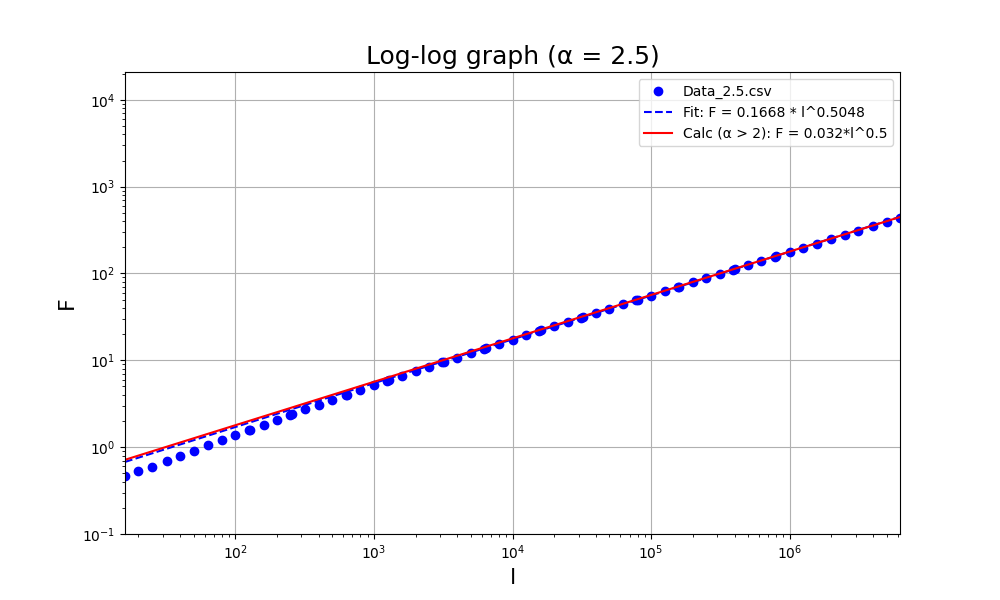 Log-log graph (α = 2.5)
Data_2.5.csv
Fit: F = 0.1668 * l^0.5048
Calc (α > 2): F = 0.032*l^0.5
10⁴
10³
10²
10¹
10⁰
10⁻¹
F
10² 10³ 10⁴ 10⁵ 10⁶
l